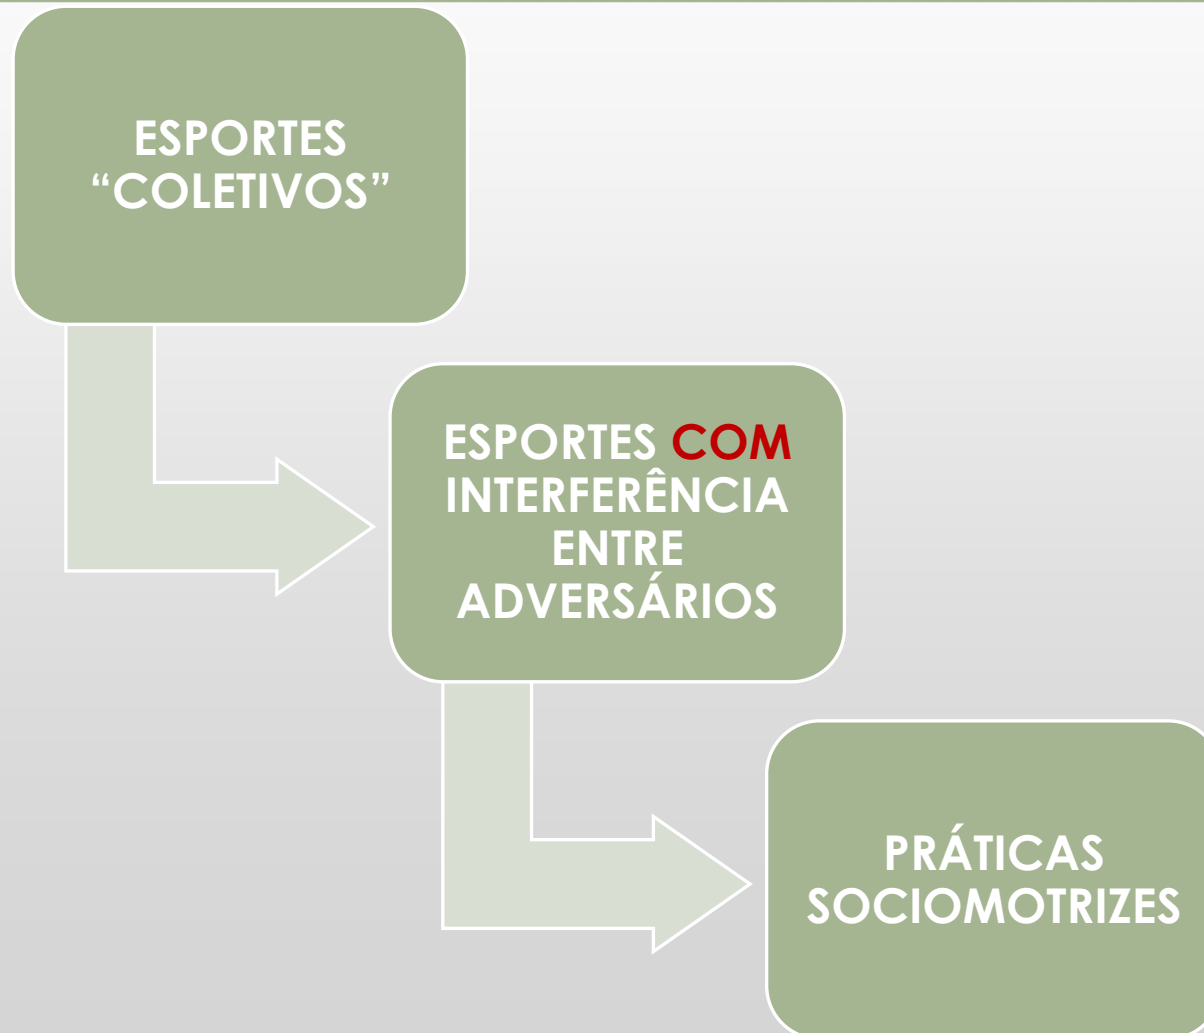 ESPORTES
“COLETIVOS”
ESPORTES COM
INTERFERÊNCIA
ENTRE
ADVERSÁRIOS
PRÁTICAS
SOCIOMOTRIZES